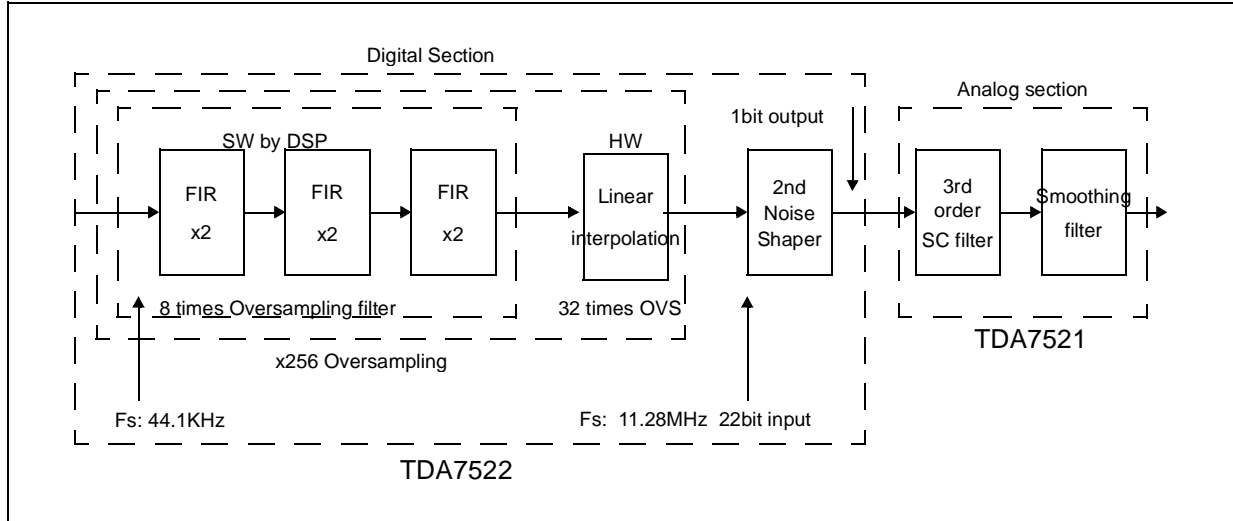 Digital Section
Analog section
1bit output
SW by DSP
HW
FIR
x2
FIR
x2
FIR
x2
Linear
interpolation
2nd
Noise
Shaper
3rd
order
SC filter
Smoothing
filter
8 times Oversampling filter
32 times OVS
TDA7521
x256 Oversampling
Fs: 44.1KHz
Fs: 11.28MHz 22bit input
TDA7522